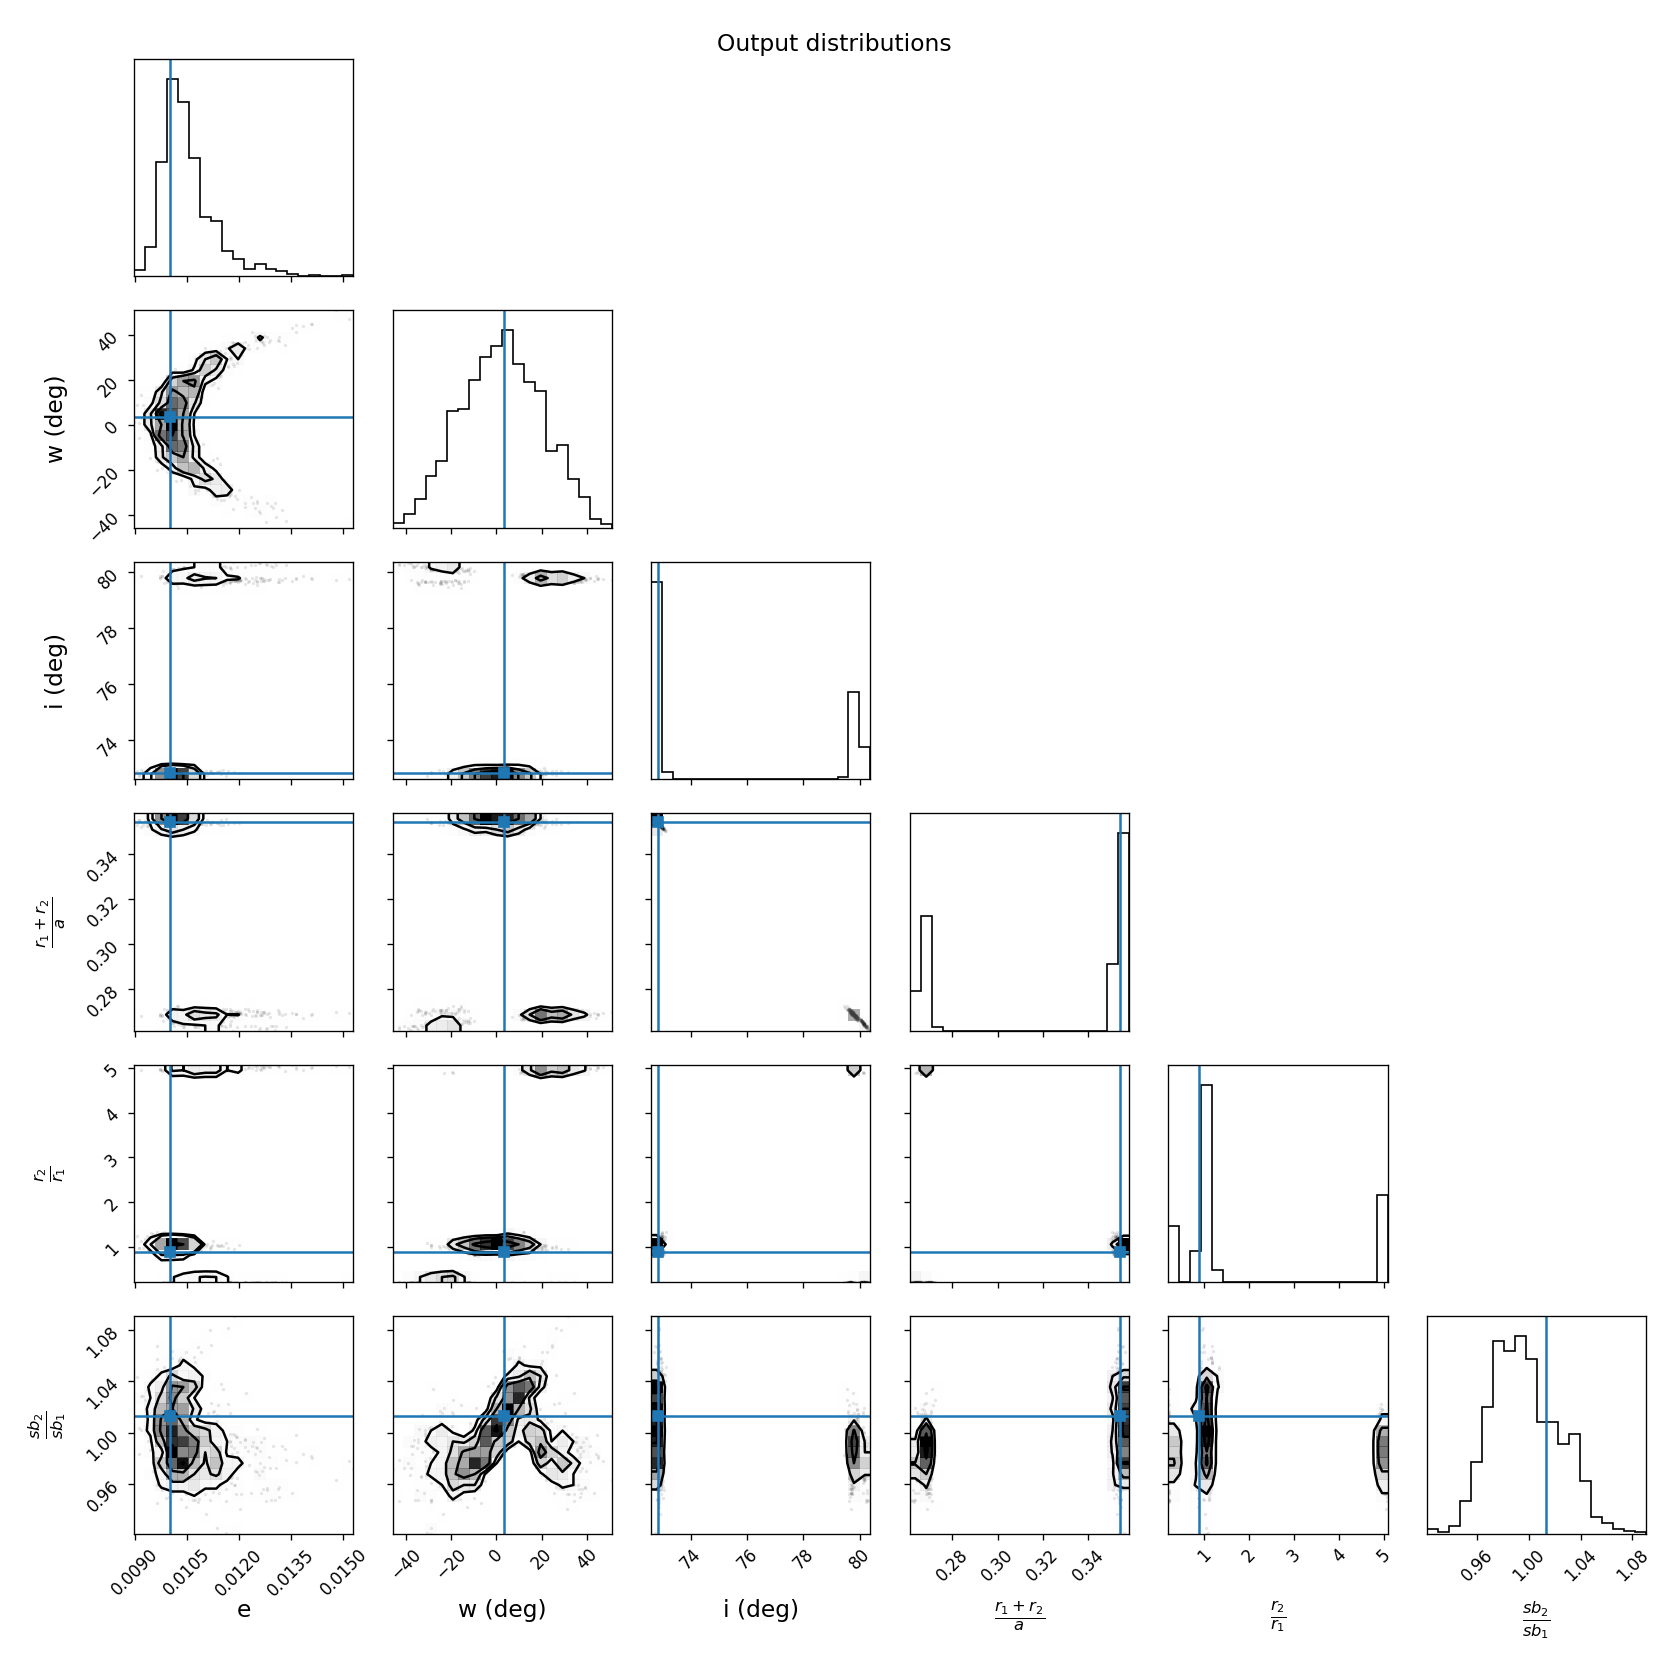 Output distributions
w (deg)
40
20
0
−20
−40
i (deg)
80
78
76
74
r₁ + r₂
a
0.34
0.32
0.30
0.28
r₂
r₁
5
4
3
2
1
sb₂
sb₁
1.08
1.04
1.00
0.96
0.0090 0.0105 0.0120 0.0135 0.0150
−40 −20 0 20 40
74 76 78 80
0.28 0.30 0.32 0.34
1 2 3 4 5
0.96 1.00 1.04 1.08
e
w (deg)
i (deg)
r₁ + r₂
a
r₂
r₁
sb₂
sb₁